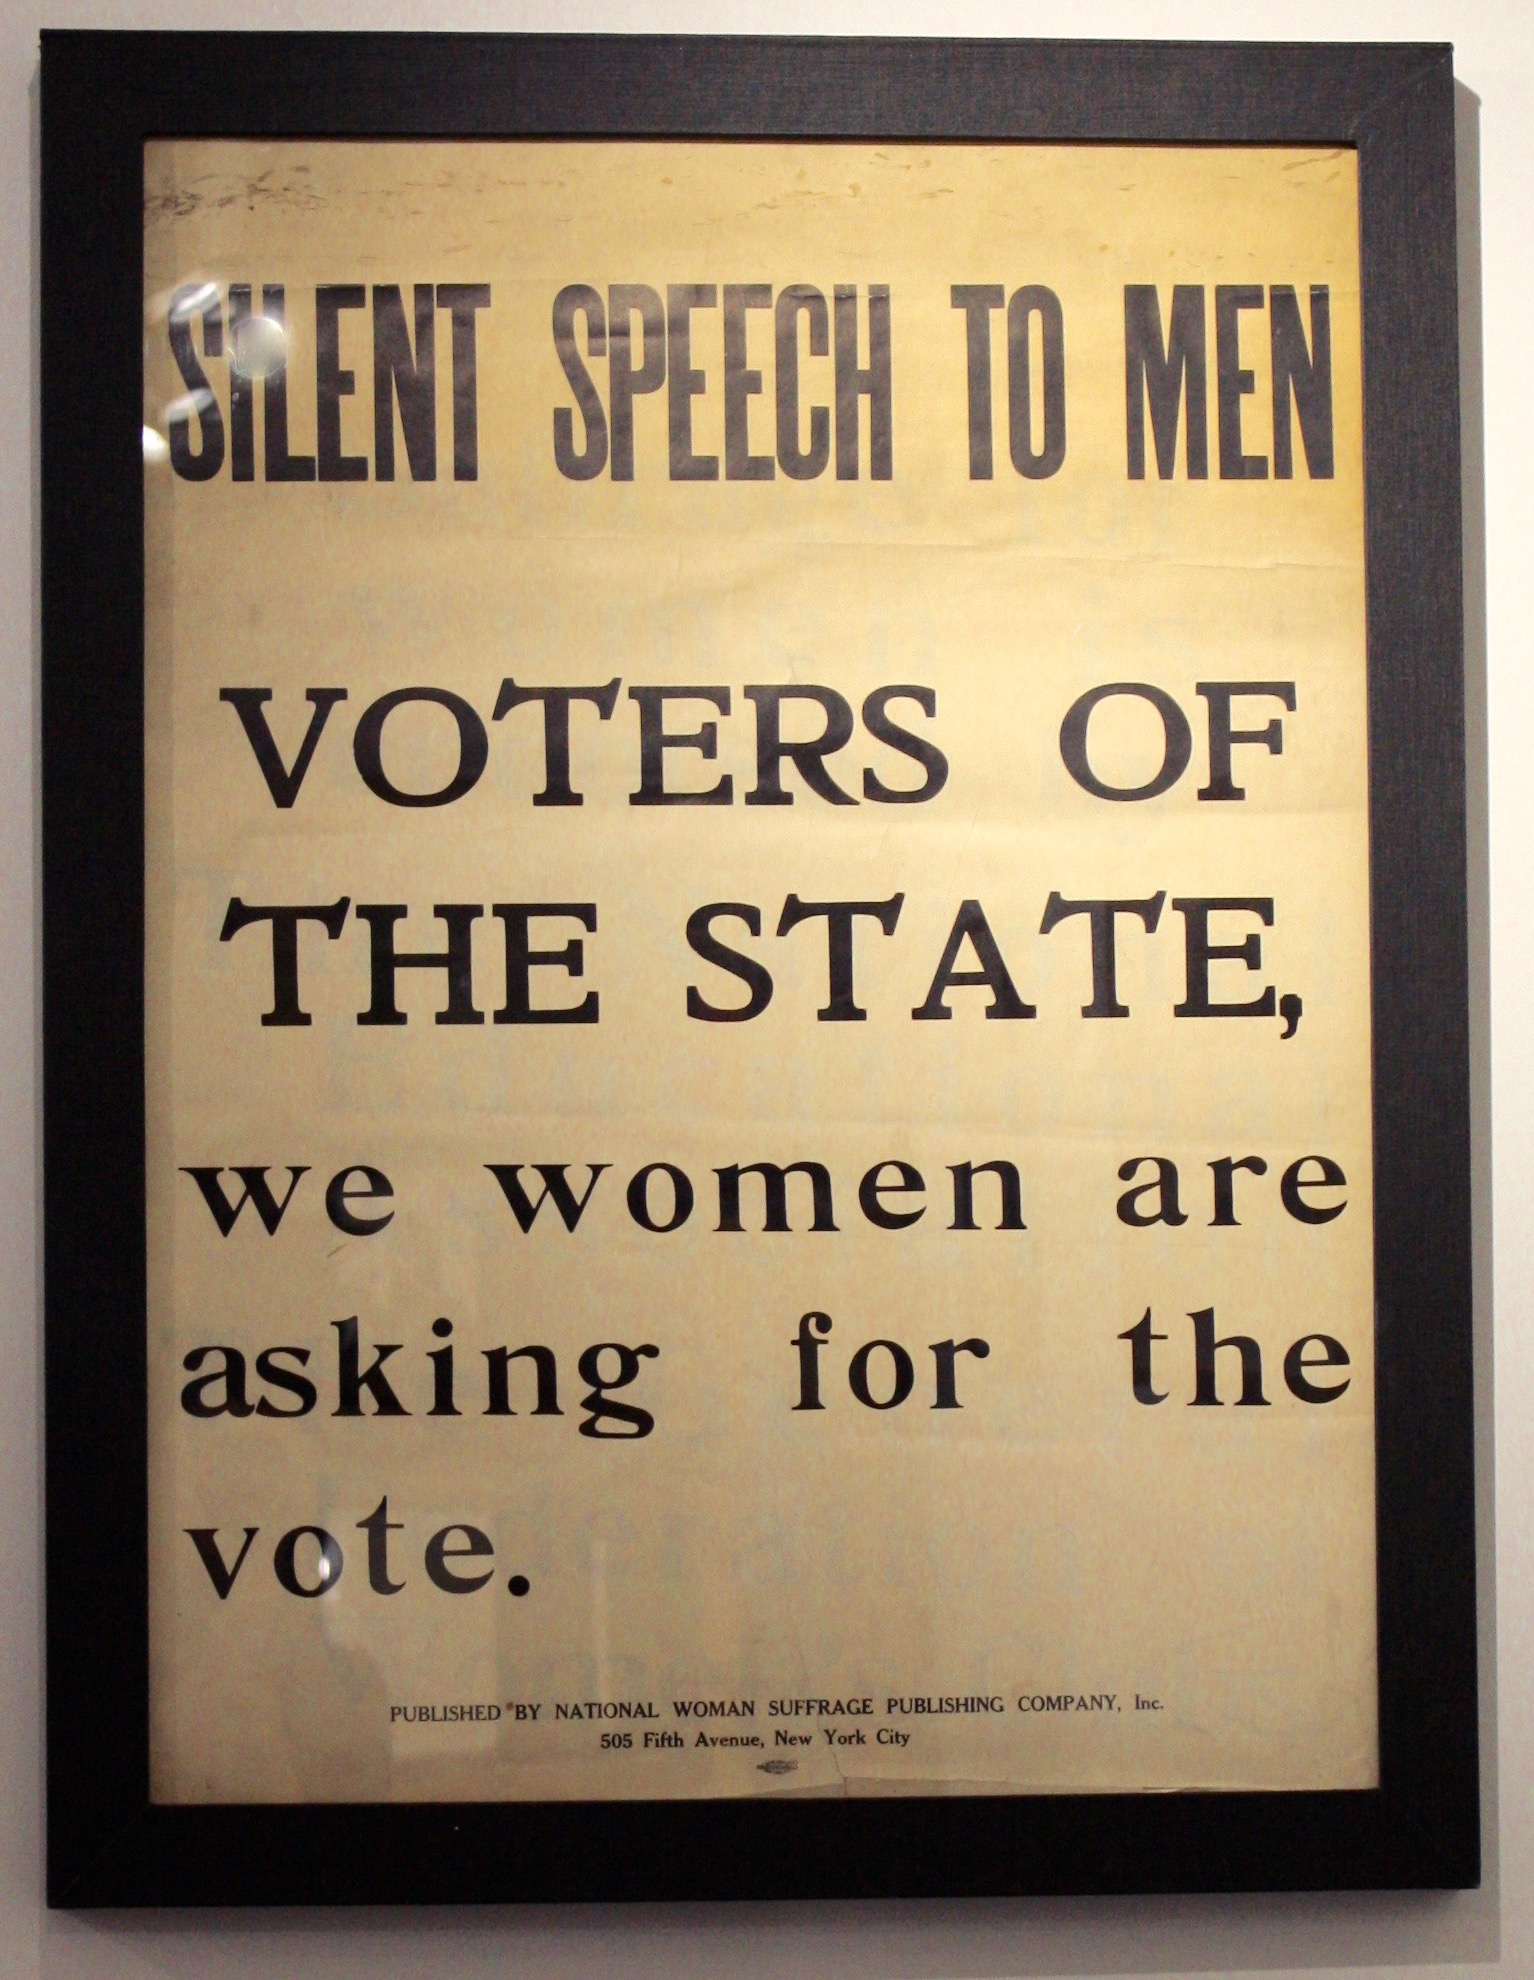 SILENT SPEECH TO MEN
VOTERS OF
THE STATE,
we women are
asking for the
vote.
PUBLISHED BY NATIONAL WOMAN SUFFRAGE PUBLISHING COMPANY, Inc.
505 Fifth Avenue, New York City